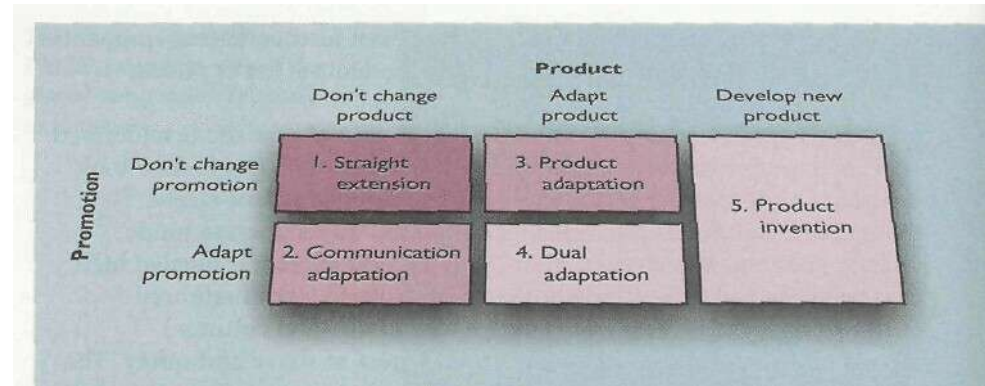 Product
Don't change
product
Adapt
product
Develop new
product
Promotion
Don't change
promotion
1. Straight
extension
3. Product
adaptation
5. Product
invention
Adapt
promotion
2. Communication
adaptation
4. Dual
adaptation